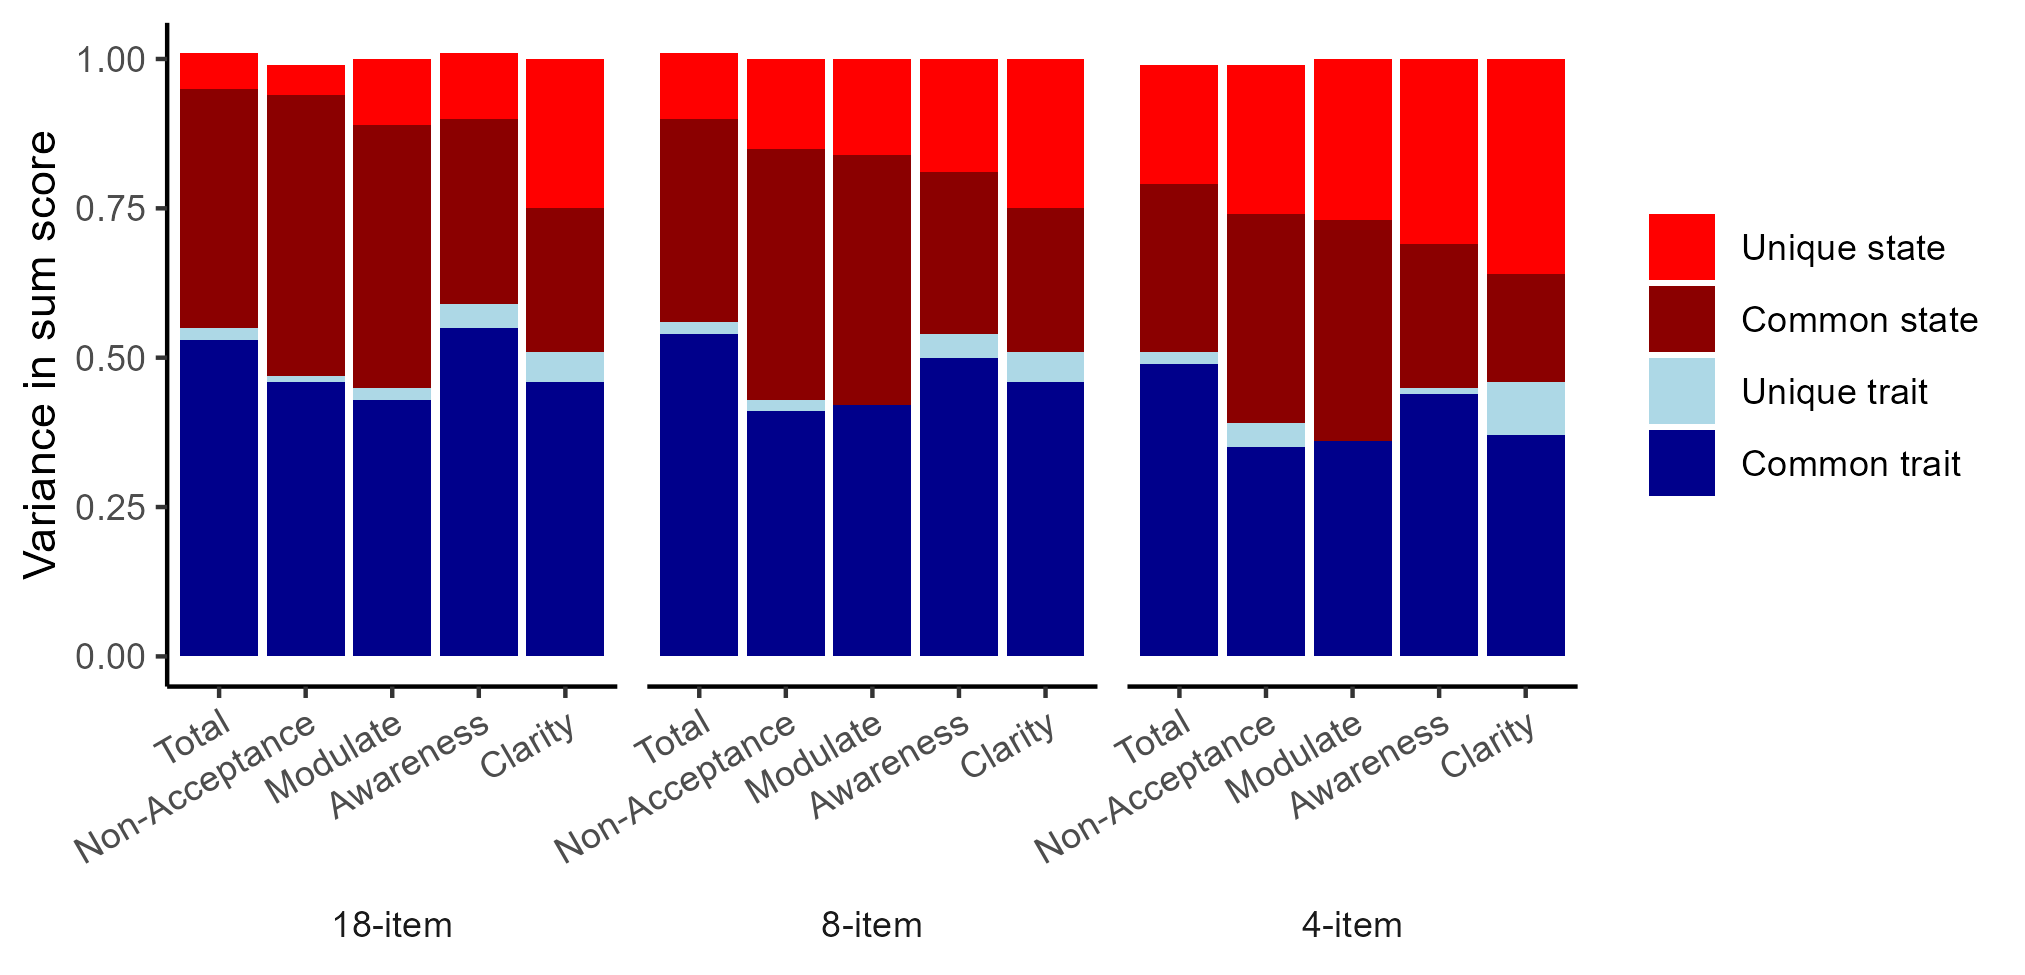 Variance in sum score
1.00
0.75
0.50
0.25
0.00
Total
Non-Acceptance
Modulate
Awareness
Clarity
18-item
Total
Non-Acceptance
Modulate
Awareness
Clarity
8-item
Total
Non-Acceptance
Modulate
Awareness
Clarity
4-item
Unique state
Common state
Unique trait
Common trait